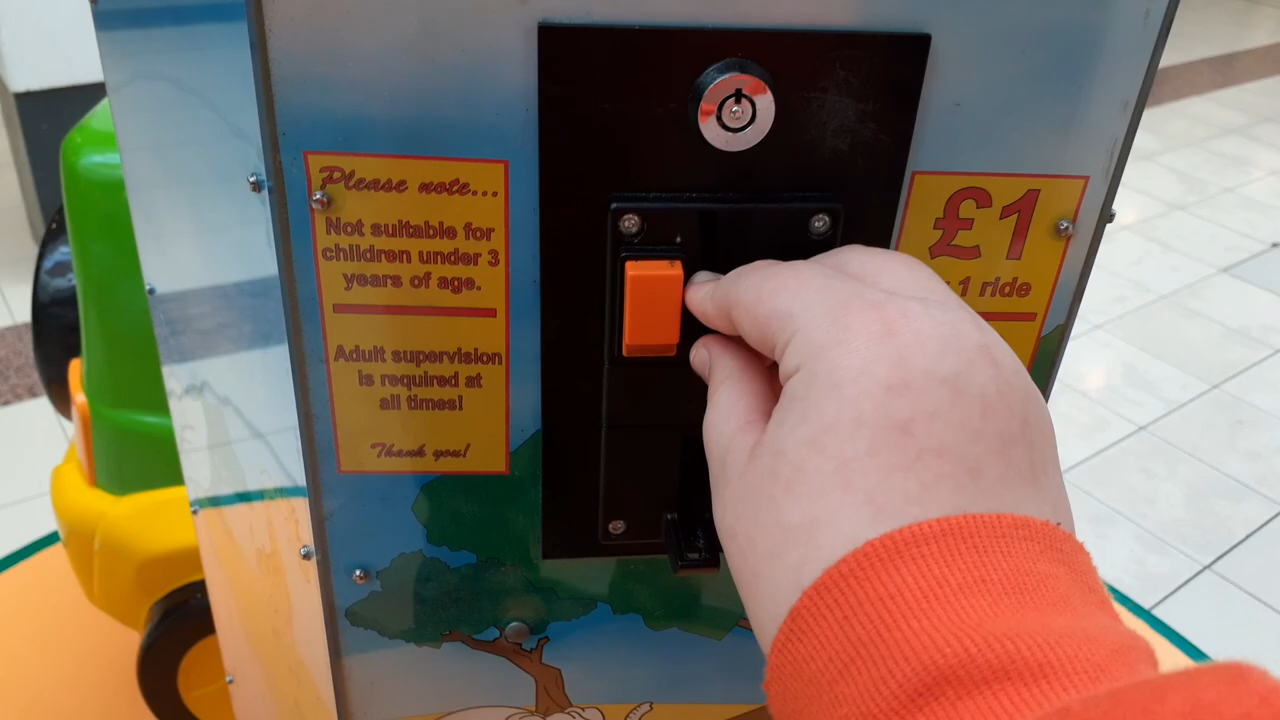 Please note...
Not suitable for
children under 3
years of age.
Adult supervision
is required at
all times!
Thank you!
£1
1 ride